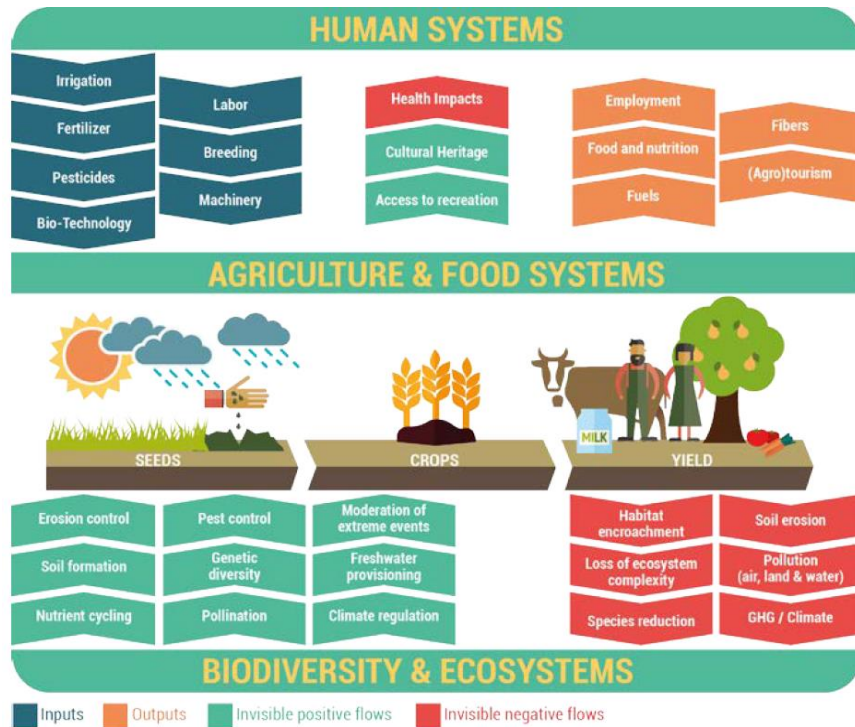 HUMAN SYSTEMS
Irrigation
Fertilizer
Pesticides
Bio-Technology
Labor
Breeding
Machinery
Health Impacts
Cultural Heritage
Access to recreation
Employment
Food and nutrition
Fuels
Fibers
(Agro)tourism
AGRICULTURE & FOOD SYSTEMS
MILK
SEEDS
CROPS
YIELD
Erosion control
Soil formation
Nutrient cycling
Pest control
Genetic
diversity
Pollination
Moderation of
extreme events
Freshwater
provisioning
Climate regulation
Habitat
encroachment
Loss of ecosystem
complexity
Species reduction
Soil erosion
Pollution
(air, land & water)
GHG / Climate
BIODIVERSITY & ECOSYSTEMS
Inputs
Outputs
Invisible positive flows
Invisible negative flows